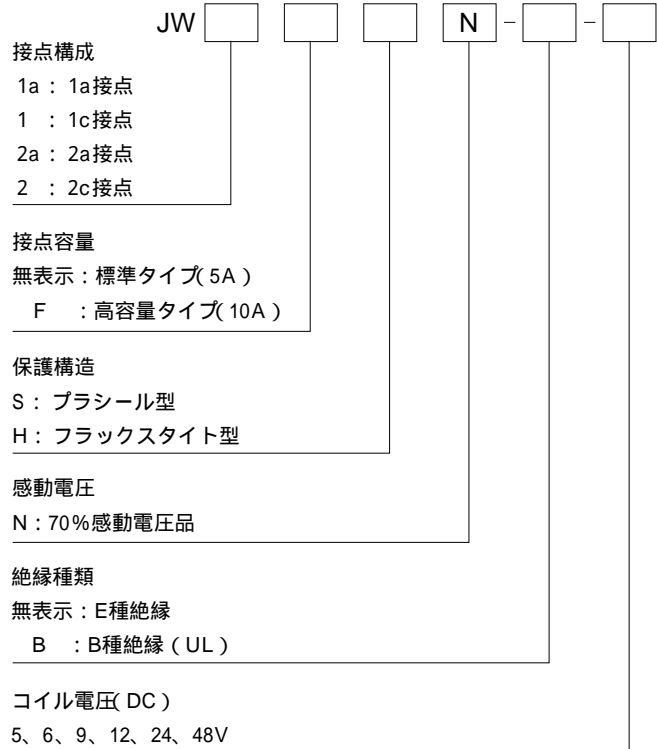 JW N - -
接点構成
1a : 1a接点
1 : 1c接点
2a : 2a接点
2 : 2c接点
接点容量
無表示：標準タイプ（5A）
F ：高容量タイプ（10A）
保護構造
S : プラシール型
H : フラックスタイト型
感動電圧
N：70％感動電圧品
絶縁種類
無表示：E種絶縁
B ：B種絶縁（UL）
コイル電圧（DC）
5、6、9、12、24、48V